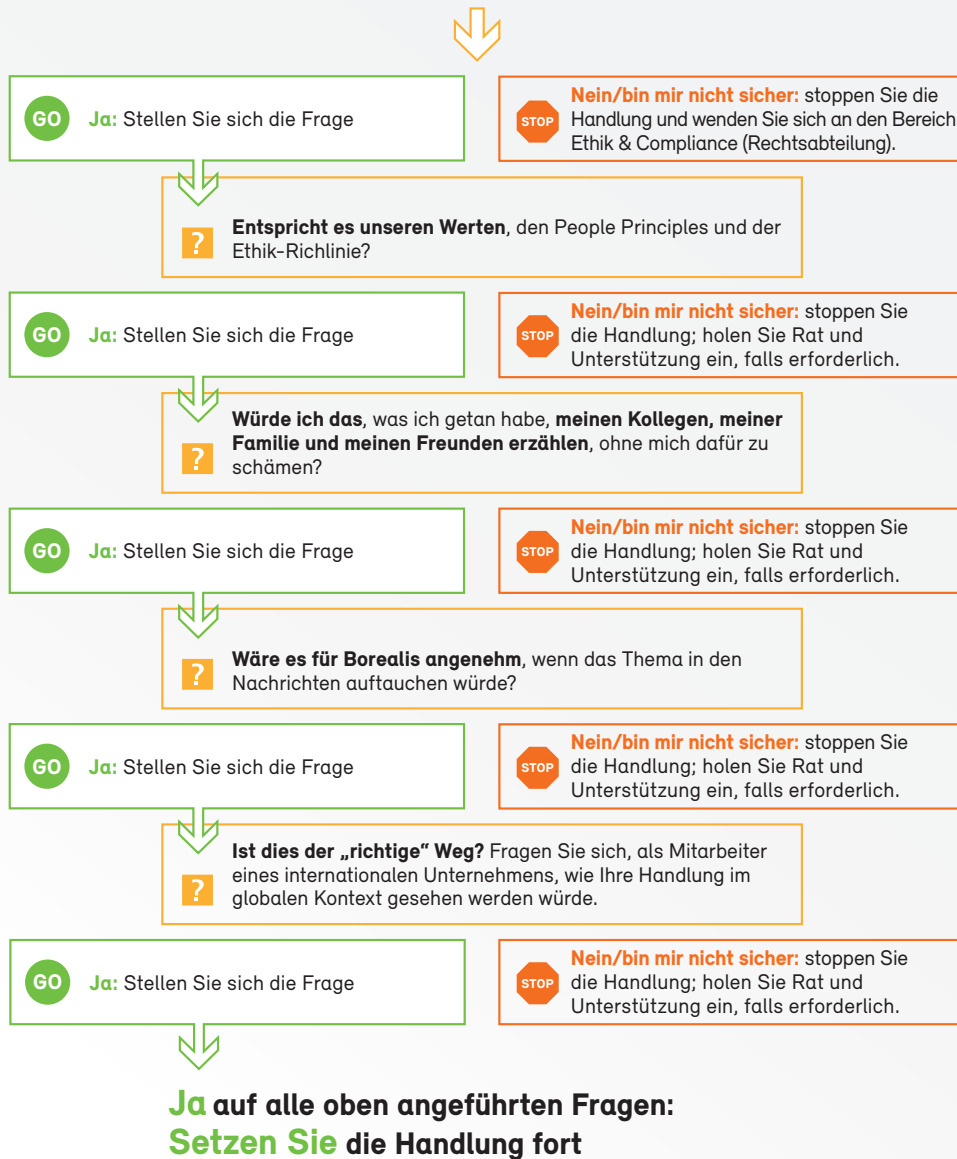 GO
Ja: Stellen Sie sich die Frage
STOP
Nein/bin mir nicht sicher: stoppen Sie die
Handlung und wenden Sie sich an den Bereich
Ethik & Compliance (Rechtsabteilung).
?
Entspricht es unseren Werten, den People Principles und der
Ethik-Richlinie?
GO
Ja: Stellen Sie sich die Frage
STOP
Nein/bin mir nicht sicher: stoppen Sie
die Handlung; holen Sie Rat und
Unterstützung ein, falls erforderlich.
?
Würde ich das, was ich getan habe, meinen Kollegen, meiner
Familie und meinen Freunden erzählen, ohne mich dafür zu
schämen?
GO
Ja: Stellen Sie sich die Frage
STOP
Nein/bin mir nicht sicher: stoppen Sie
die Handlung; holen Sie Rat und
Unterstützung ein, falls erforderlich.
?
Wäre es für Borealis angenehm, wenn das Thema in den
Nachrichten auftauchen würde?
GO
Ja: Stellen Sie sich die Frage
STOP
Nein/bin mir nicht sicher: stoppen Sie
die Handlung; holen Sie Rat und
Unterstützung ein, falls erforderlich.
?
Ist dies der „richtige“ Weg? Fragen Sie sich, als Mitarbeiter
eines internationalen Unternehmens, wie Ihre Handlung im
globalen Kontext gesehen werden würde.
GO
Ja: Stellen Sie sich die Frage
STOP
Nein/bin mir nicht sicher: stoppen Sie
die Handlung; holen Sie Rat und
Unterstützung ein, falls erforderlich.
Ja auf alle oben angeführten Fragen:
Setzen Sie die Handlung fort